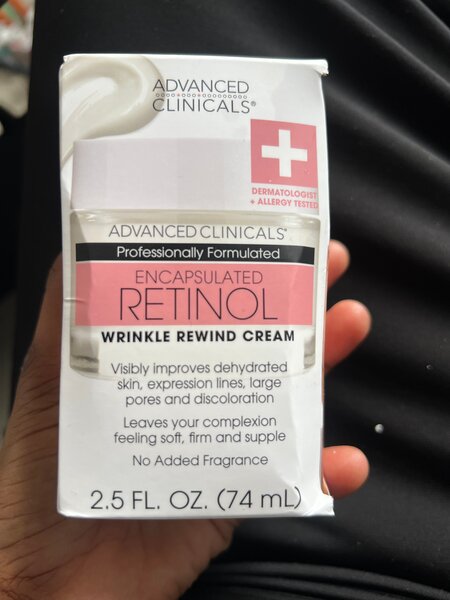 ADVANCED
CLINICALS®
DERMATOLOGIST
+ ALLERGY TESTED
ADVANCED CLINICALS®
Professionally Formulated
ENCAPSULATED
RETINOL
WRINKLE REWIND CREAM
Visibly improves dehydrated
skin, expression lines, large
pores and discoloration
Leaves your complexion
feeling soft, firm and supple
No Added Fragrance
2.5 FL. OZ. (74 mL)